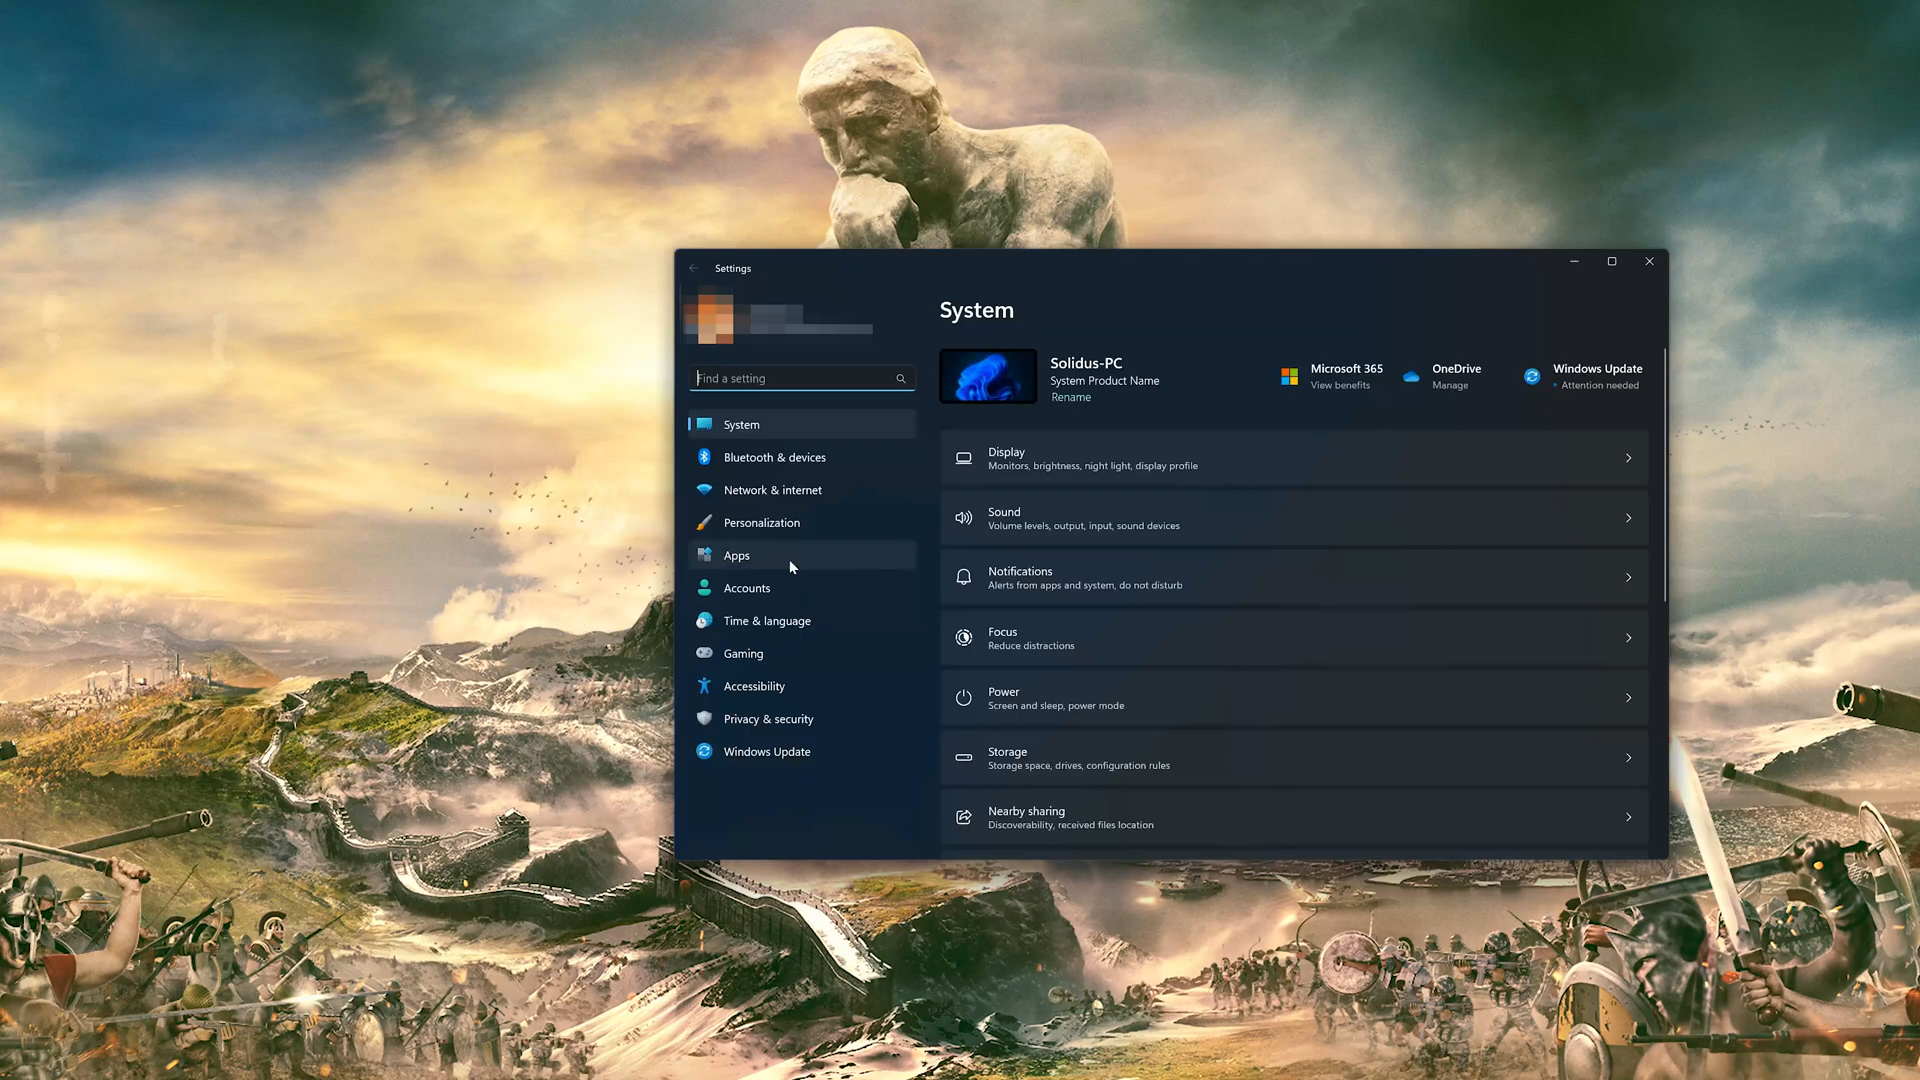 Settings
System
Find a setting
Solidus-PC
System Product Name
Rename
Microsoft 365
View benefits
OneDrive
Manage
Windows Update
Attention needed
System
Bluetooth & devices
Network & internet
Personalization
Apps
Accounts
Time & language
Gaming
Accessibility
Privacy & security
Windows Update
Display
Monitors, brightness, night light, display profile
Sound
Volume levels, output, input, sound devices
Notifications
Alerts from apps and system, do not disturb
Focus
Reduce distractions
Power
Screen and sleep, power mode
Storage
Storage space, drives, configuration rules
Nearby sharing
Discoverability, received files location